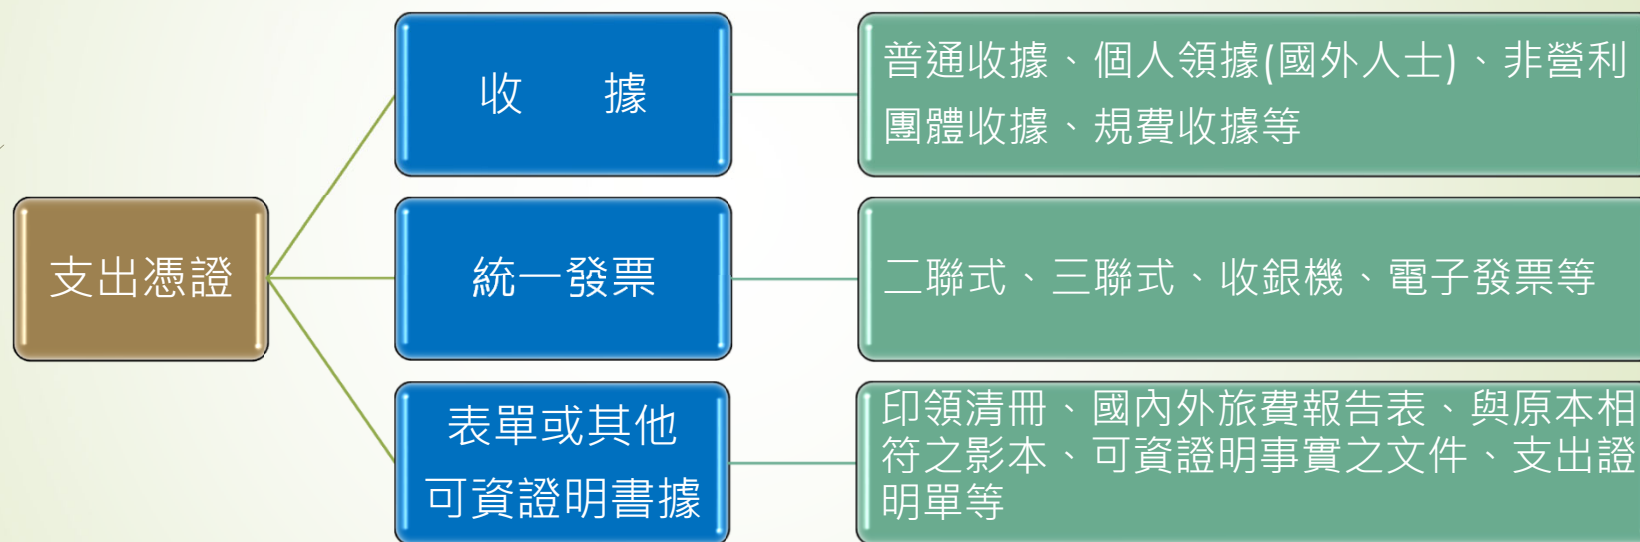 收 據
普通收據、個人領據(國外人士)、非營利
團體收據、規費收據等
支出憑證
統一發票
二聯式、三聯式、收銀機、電子發票等
表單或其他
可資證明書據
印領清冊、國內外旅費報告表、與原本相
符之影本、可資證明事實之文件、支出證
明單等